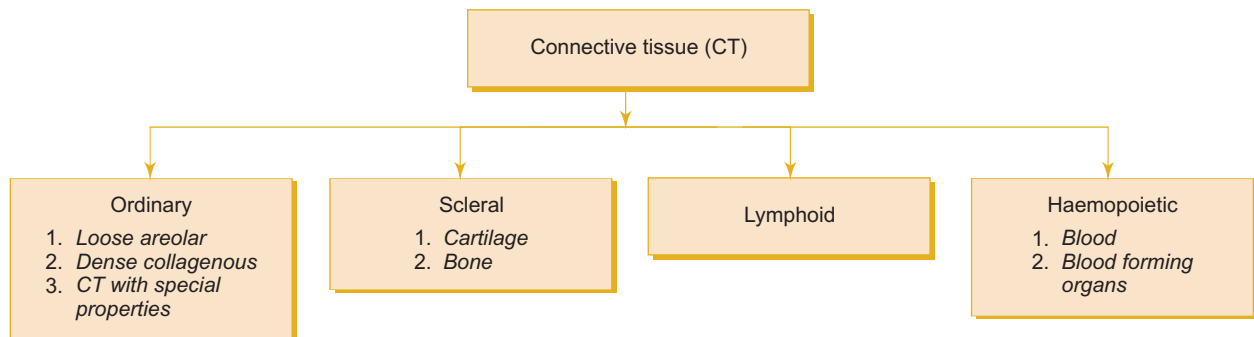 Connective tissue (CT)
Ordinary
1. Loose areolar
2. Dense collagenous
3. CT with special
properties
Scleral
1. Cartilage
2. Bone
Lymphoid
Haemopoietic
1. Blood
2. Blood forming
organs